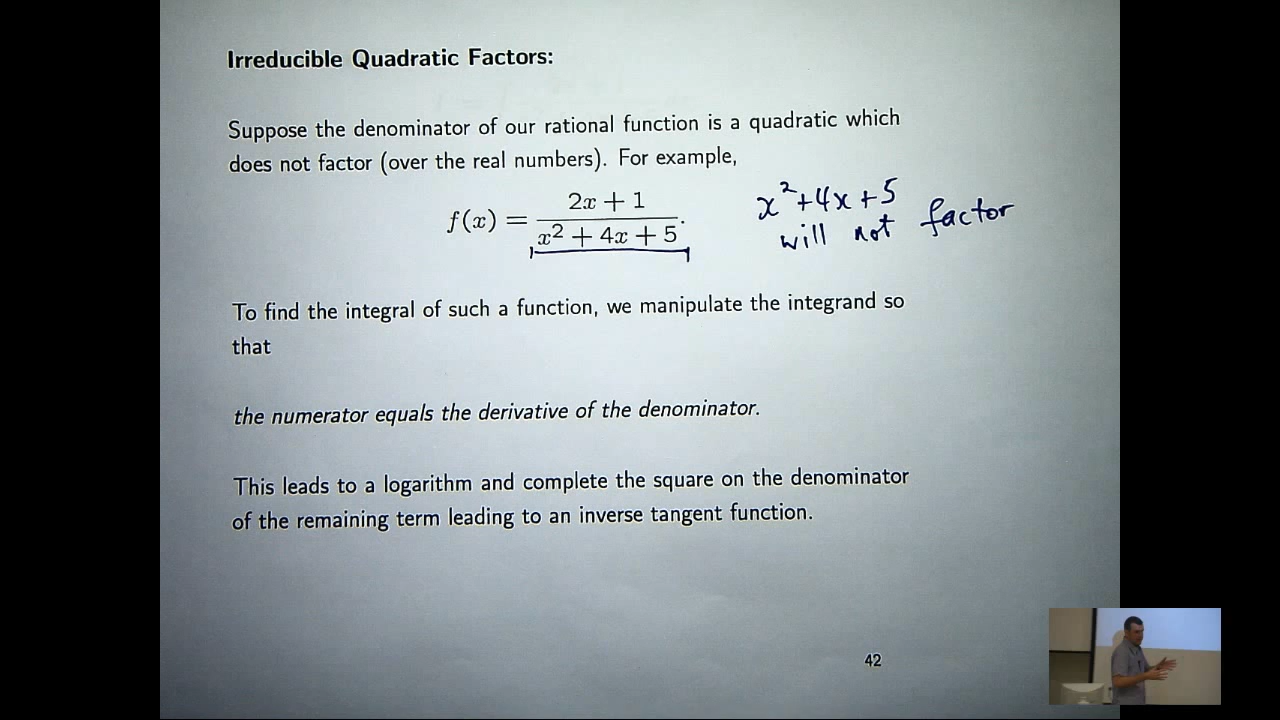 Irreducible Quadratic Factors:
Suppose the denominator of our rational function is a quadratic which
does not factor (over the real numbers). For example,
f(x) = \frac{2x + 1}{x^2 + 4x + 5}.
x^2 + 4x + 5
will not factor
To find the integral of such a function, we manipulate the integrand so
that
the numerator equals the derivative of the denominator.
This leads to a logarithm and complete the square on the denominator
of the remaining term leading to an inverse tangent function.
42